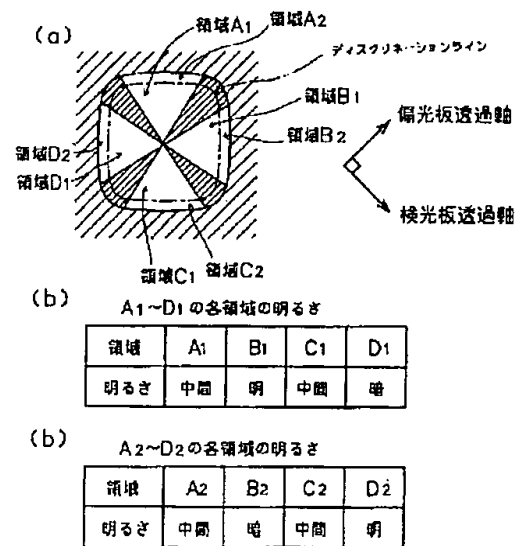 (a)
領域A1
領域A2
ディスクリネーションライン
領域B1
領域B2
偏光板透過軸
検光板透過軸
領域D2
領域D1
領域C1
領域C2
(b)
A1~D1の各領域の明るさ
領域 A1 B1 C1 D1
明るさ 中間 明 中間 暗
(b)
A2~D2の各領域の明るさ
領域 A2 B2 C2 D2
明るさ 中間 暗 中間 明